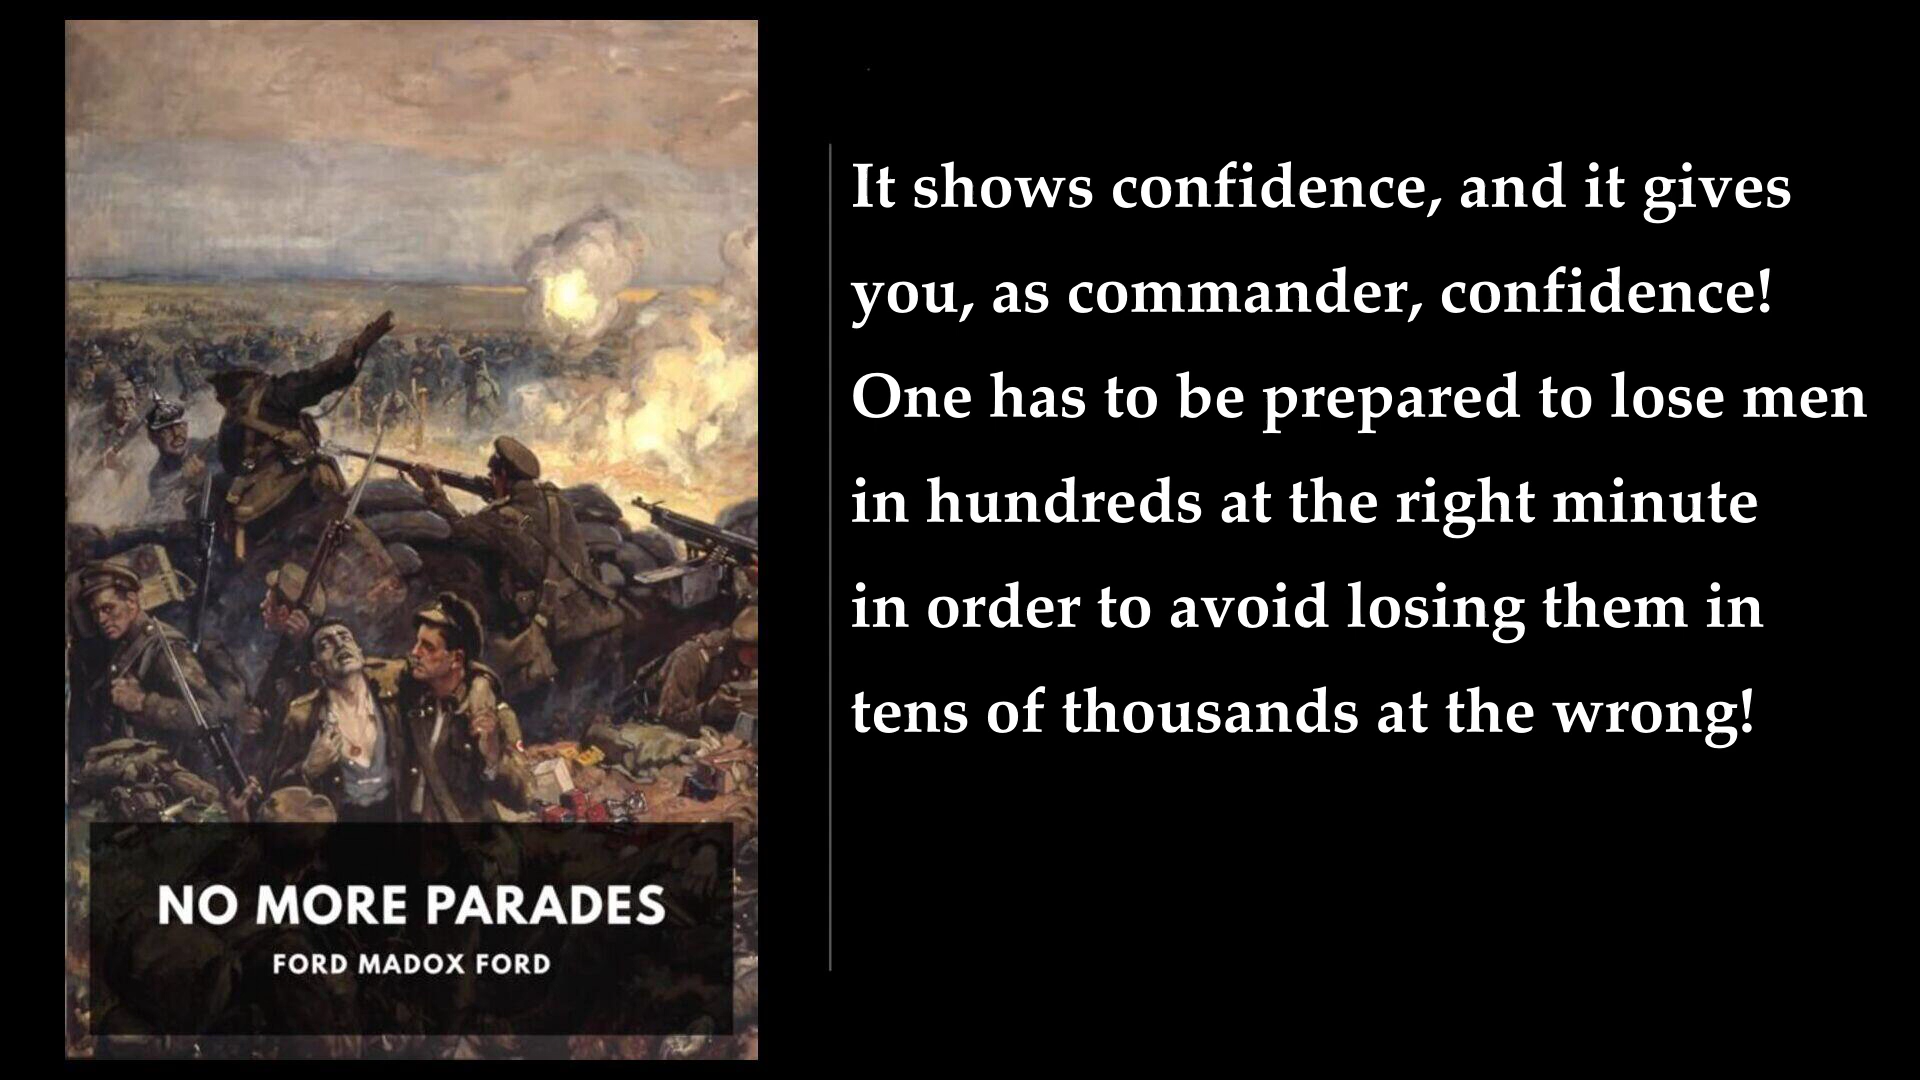 NO MORE PARADES
FORD MADOX FORD
It shows confidence, and it gives
you, as commander, confidence!
One has to be prepared to lose men
in hundreds at the right minute
in order to avoid losing them in
tens of thousands at the wrong!